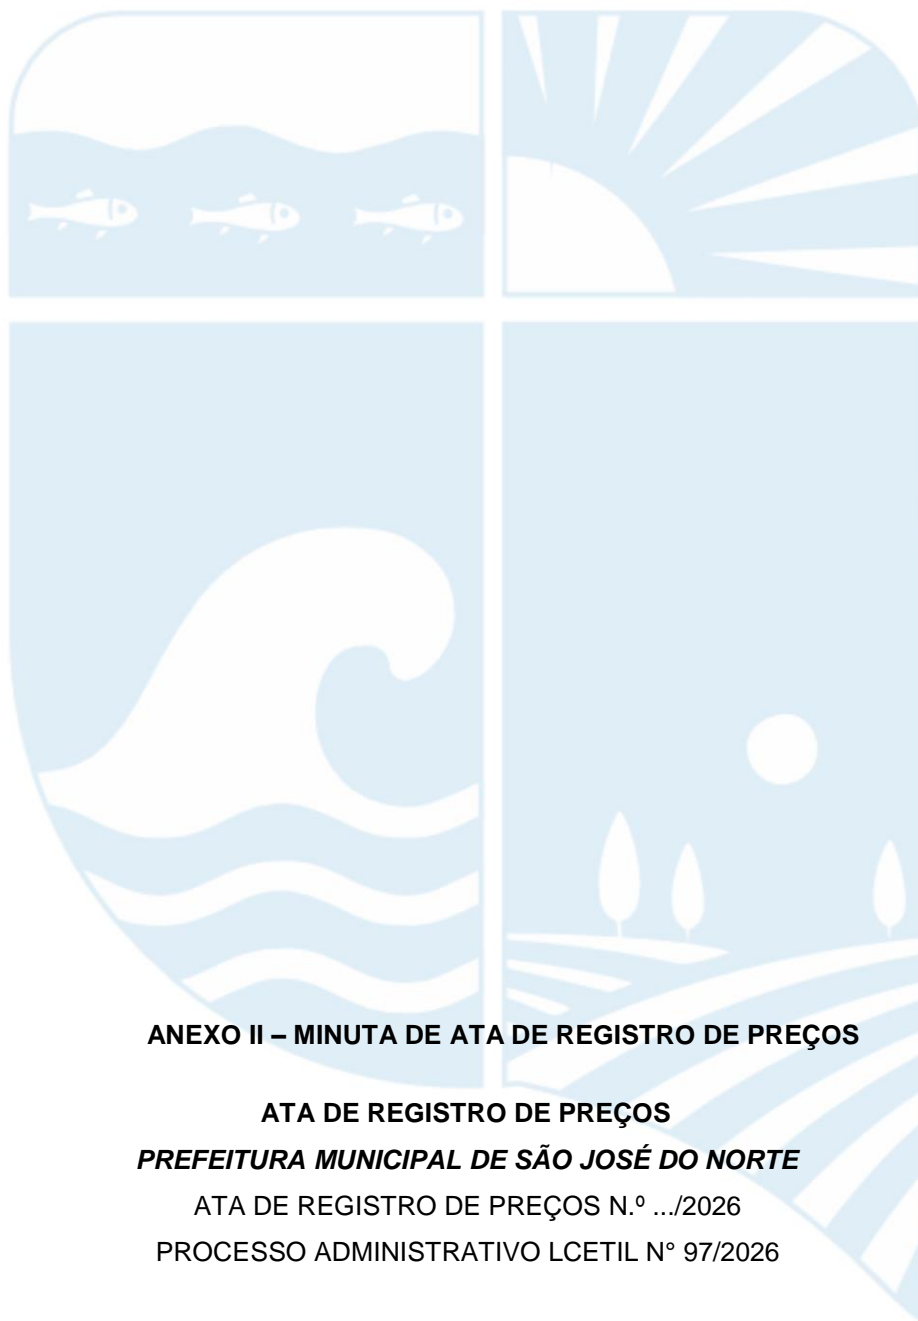 ANEXO II – MINUTA DE ATA DE REGISTRO DE PREÇOS
ATA DE REGISTRO DE PREÇOS
PREFEITURA MUNICIPAL DE SÃO JOSÉ DO NORTE
ATA DE REGISTRO DE PREÇOS N.º .../2026
PROCESSO ADMINISTRATIVO LCETIL N° 97/2026